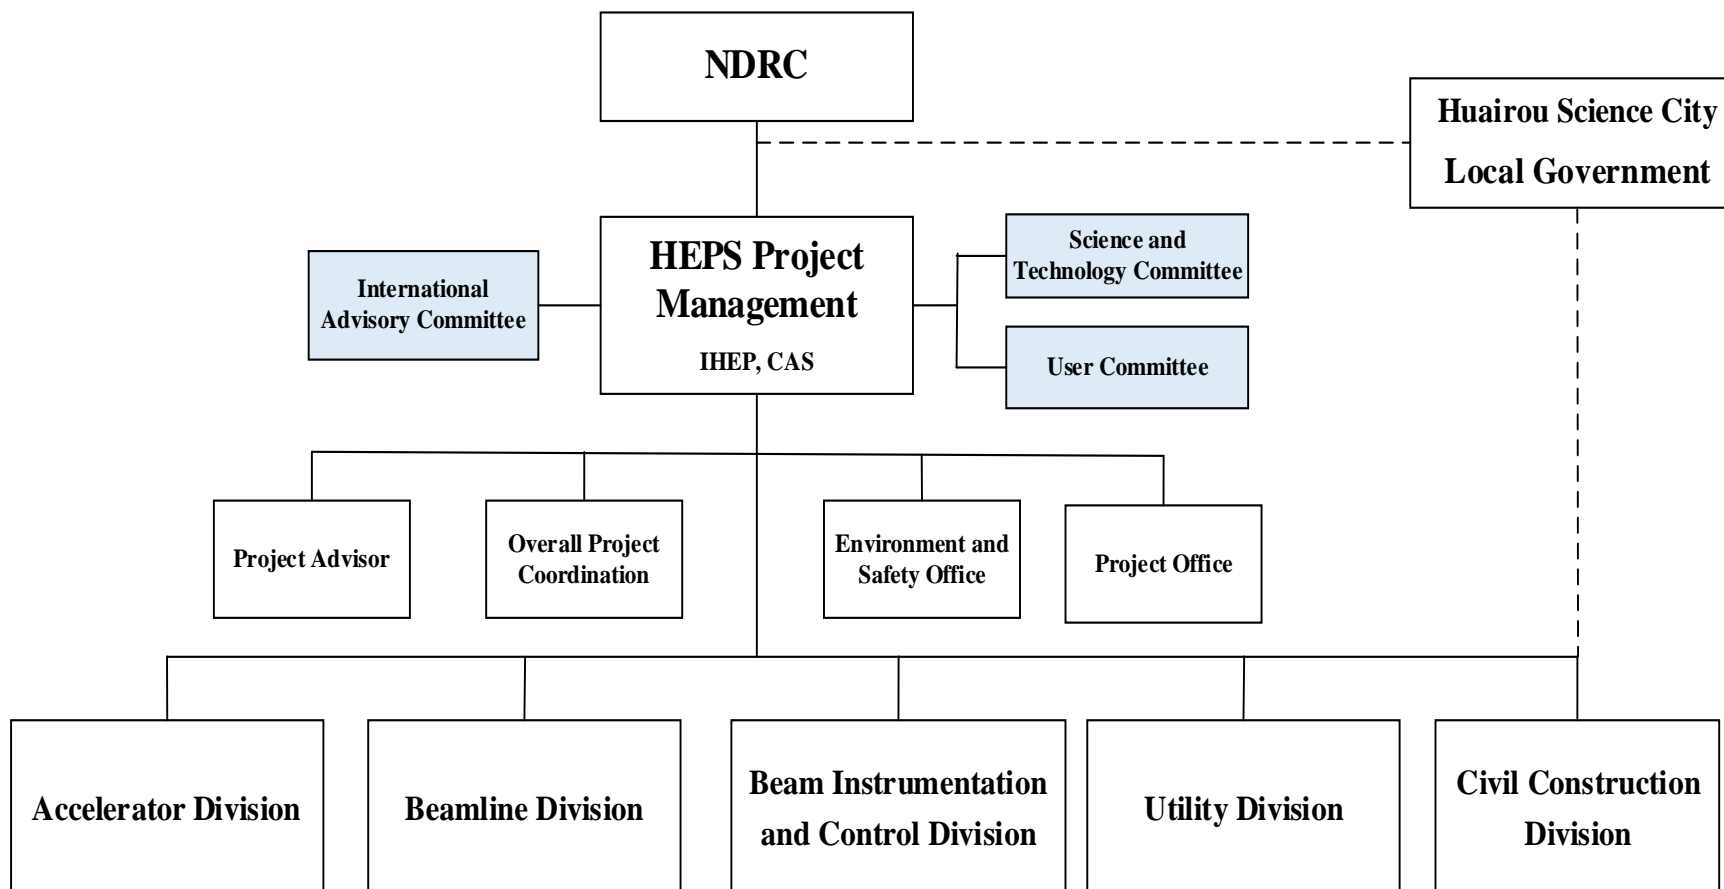 NDRC
Huairou Science City
Local Government
HEPS Project
Management
IHEP, CAS
International
Advisory Committee
Science and
Technology Committee
User Committee
Project Advisor
Overall Project
Coordination
Environment and
Safety Office
Project Office
Accelerator Division
Beamline Division
Beam Instrumentation
and Control Division
Utility Division
Civil Construction
Division